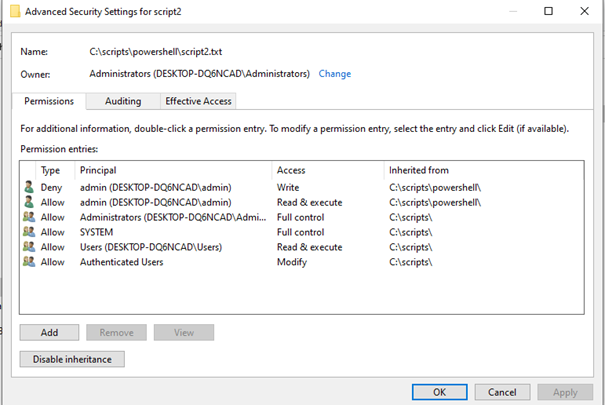 Advanced Security Settings for script2
Name: C:\scripts\powershell\script2.txt
Owner: Administrators (DESKTOP-DQ6NCAD\Administrators) Change
Permissions Auditing Effective Access
For additional information, double-click a permission entry. To modify a permission entry, select the entry and click Edit (if available).
Permission entries:
Type Principal Access Inherited from
Deny admin (DESKTOP-DQ6NCAD\admin) Write C:\scripts\powershell\
Allow admin (DESKTOP-DQ6NCAD\admin) Read & execute C:\scripts\powershell\
Allow Administrators (DESKTOP-DQ6NCAD\Admi... Full control C:\scripts\
Allow SYSTEM Full control C:\scripts\
Allow Users (DESKTOP-DQ6NCAD\Users) Read & execute C:\scripts\
Allow Authenticated Users Modify C:\scripts\
Add Remove View
Disable inheritance
OK Cancel Apply